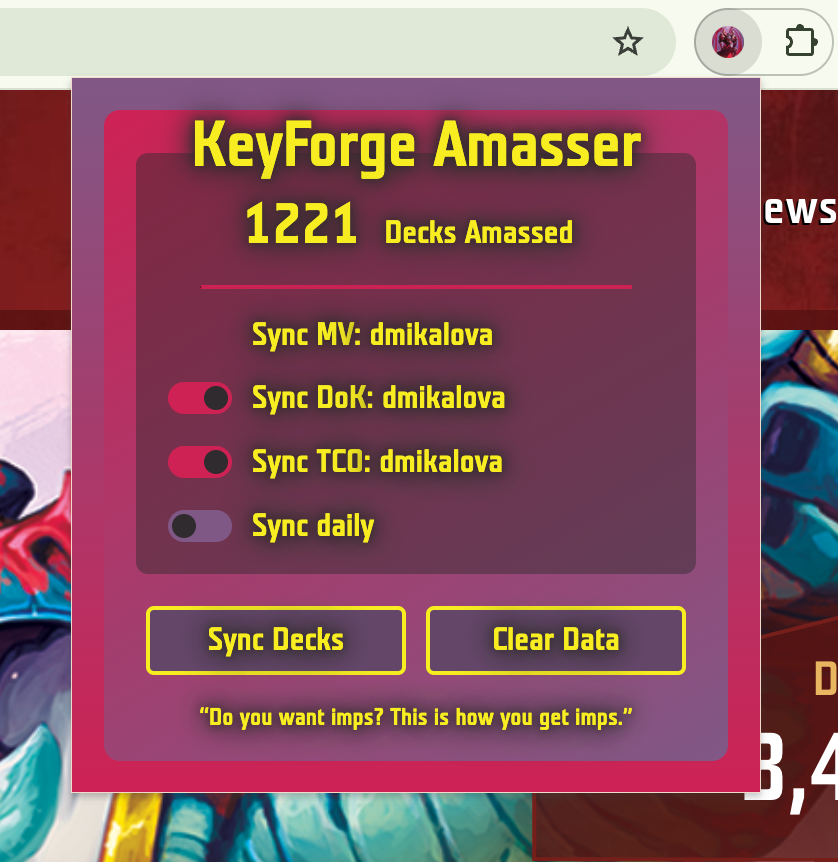 KeyForge Amasser
1221 Decks Amassed
ews
Sync MV: dmikalova
Sync DoK: dmikalova
Sync TCO: dmikalova
Sync daily
Sync Decks
Clear Data
D
“Do you want imps? This is how you get imps.”
3,4